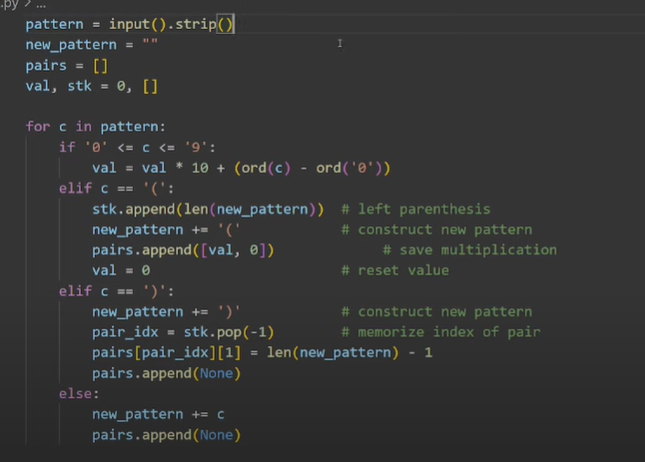 .py > ...
pattern = input().strip()
new_pattern = ""
pairs = []
val, stk = 0, []

for c in pattern:
    if '0' <= c <= '9':
        val = val * 10 + (ord(c) - ord('0'))
    elif c == '(':
        stk.append(len(new_pattern))  # left parenthesis
        new_pattern += '('            # construct new pattern
        pairs.append([val, 0])             # save multiplication
        val = 0                       # reset value
    elif c == ')':
        new_pattern += ')'            # construct new pattern
        pair_idx = stk.pop(-1)        # memorize index of pair
        pairs[pair_idx][1] = len(new_pattern) - 1
        pairs.append(None)
    else:
        new_pattern += c
        pairs.append(None)